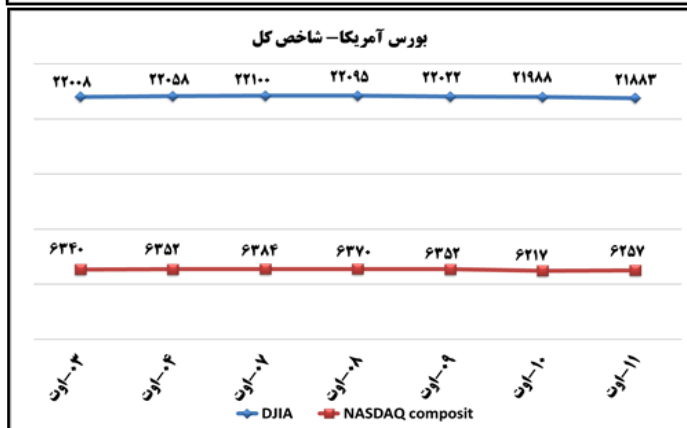 بورس آمریکا– شاخص کل
۲۲۰۰۸ ۲۲۰۵۸ ۲۲۱۰۰ ۲۲۰۹۵ ۲۲۰۲۲ ۲۱۹۸۸ ۲۱۸۸۳
۶۳۴۰ ۶۳۵۲ ۶۳۸۴ ۶۳۷۰ ۶۳۵۲ ۶۲۱۷ ۶۲۵۷
۰۳–اوت ۰۴–اوت ۰۷–اوت ۰۸–اوت ۰۹–اوت ۱۰–اوت ۱۱–اوت
DJIA NASDAQ composit